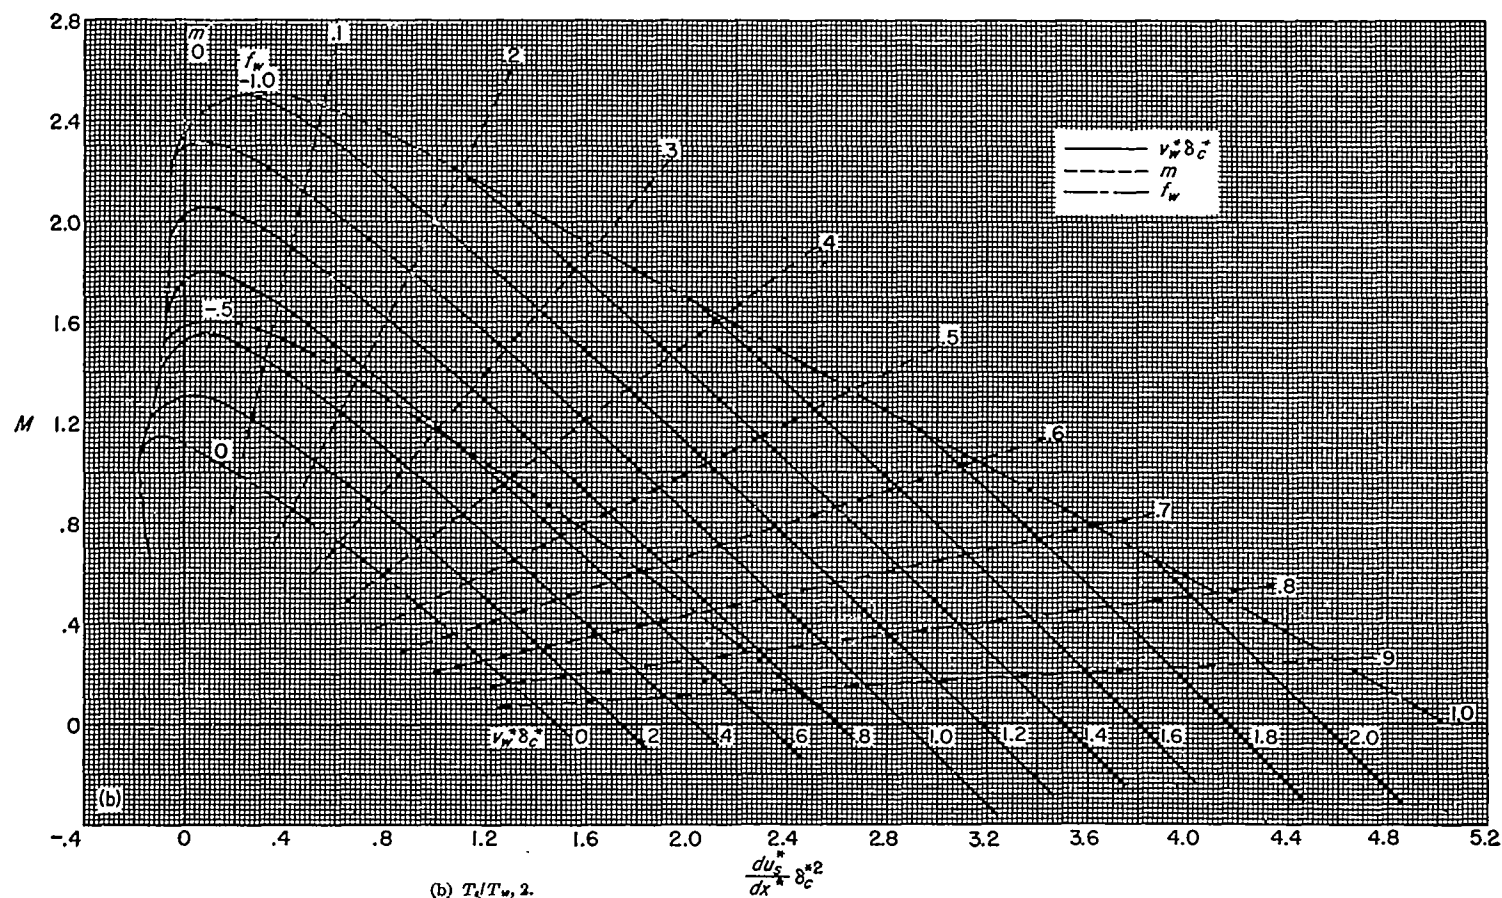 2.8
2.4
2.0
1.6
1.2
.8
.4
0
-.4
M
m
0
.1
.2
.3
.4
.5
.6
.7
.8
.9
1.0
f_w
-1.0
-.5
0
v_w^* δ_c^*
m
f_w
v_w^* δ_c^* 0 .2 .4 .6 .8 1.0 1.2 1.4 1.6 1.8 2.0
(b)
-.4 0 .4 .8 1.2 1.6 2.0 2.4 2.8 3.2 3.6 4.0 4.4 4.8 5.2
du_s^*/dx^* δ_c^{*2}
(b) T_s/T_w, 2.